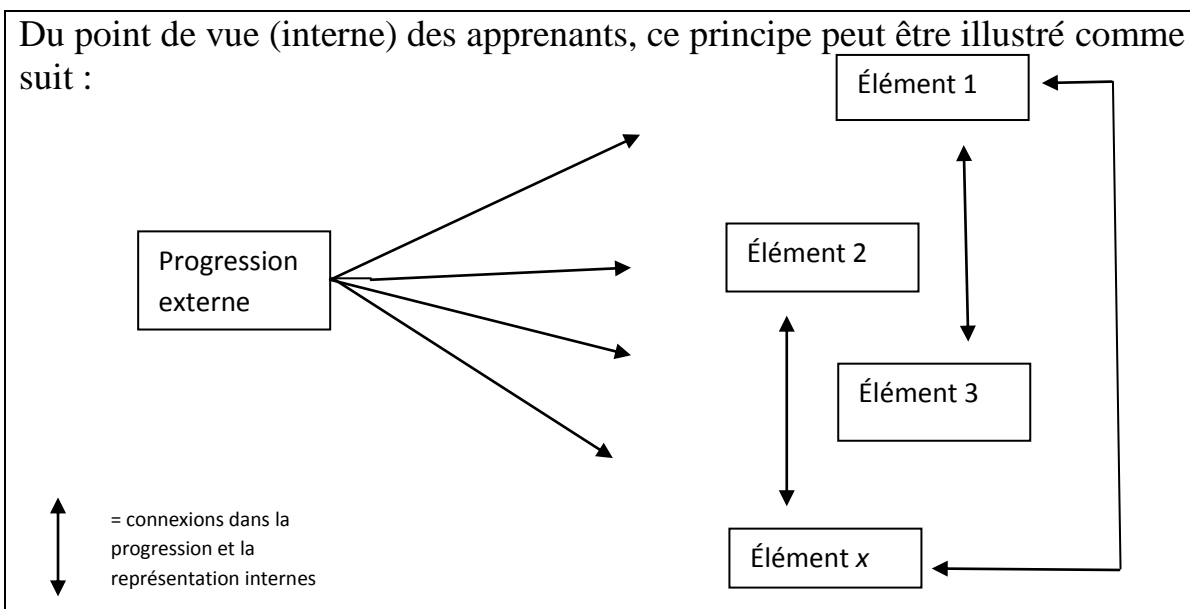 Du point de vue (interne) des apprenants, ce principe peut être illustré comme
suit :
Élément 1
Progression
externe
Élément 2
Élément 3
= connexions dans la
progression et la
représentation internes
Élément x